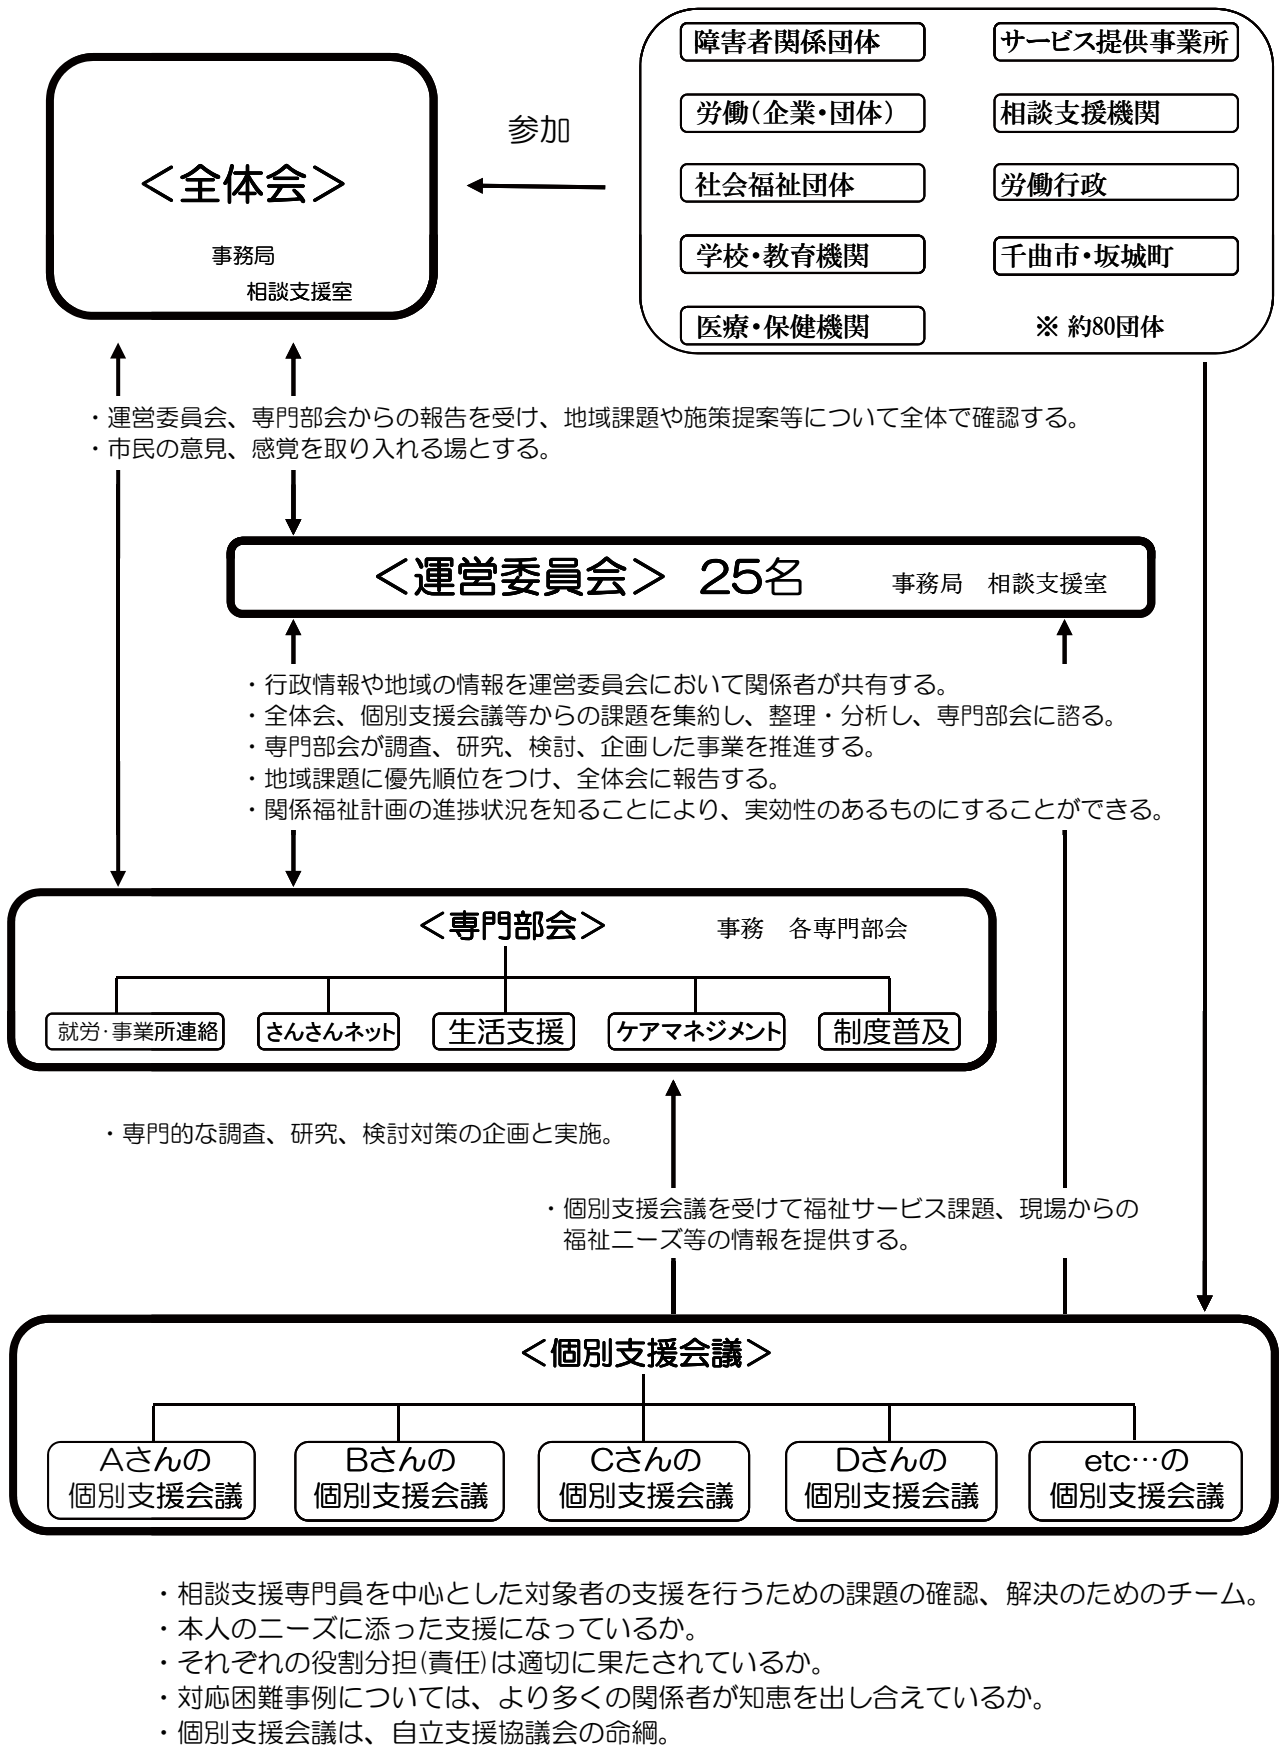 障害者関係団体
サービス提供事業所
労働(企業・団体)
相談支援機関
社会福祉団体
労働行政
学校・教育機関
千曲市・坂城町
医療・保健機関
※ 約80団体
参加
<全体会>
事務局
相談支援室
・運営委員会、専門部会からの報告を受け、地域課題や施策提案等について全体で確認する。
・市民の意見、感覚を取り入れる場とする。
<運営委員会> 25名 事務局 相談支援室
・行政情報や地域の情報を運営委員会において関係者が共有する。
・全体会、個別支援会議等からの課題を集約し、整理・分析し、専門部会に諮る。
・専門部会が調査、研究、検討、企画した事業を推進する。
・地域課題に優先順位をつけ、全体会に報告する。
・関係福祉計画の進捗状況を知ることにより、実効性のあるものにすることができる。
<専門部会> 事務 各専門部会
就労・事業所連絡
さんさんネット
生活支援
ケアマネジメント
制度普及
・専門的な調査、研究、検討対策の企画と実施。
・個別支援会議を受けて福祉サービス課題、現場からの
福祉ニーズ等の情報を提供する。
<個別支援会議>
Aさんの
個別支援会議
Bさんの
個別支援会議
Cさんの
個別支援会議
Dさんの
個別支援会議
etc…の
個別支援会議
・相談支援専門員を中心とした対象者の支援を行うための課題の確認、解決のためのチーム。
・本人のニーズに添った支援になっているか。
・それぞれの役割分担(責任)は適切に果たされているか。
・対応困難事例については、より多くの関係者が知恵を出し合えているか。
・個別支援会議は、自立支援協議会の命綱。